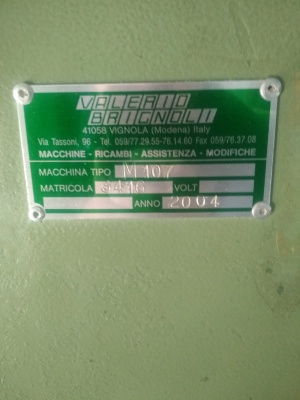 VALERIO
BRIGNOLI
41058 VIGNOLA (Modena) Italy
Via Tassoni, 96 - Tel. 059/77.29.55-76.14.60 Fax 059/76.37.08
MACCHINE - RICAMBI - ASSISTENZA - MODIFICHE
MACCHINA TIPO M107
MATRICOLA VOLT
ANNO 2004